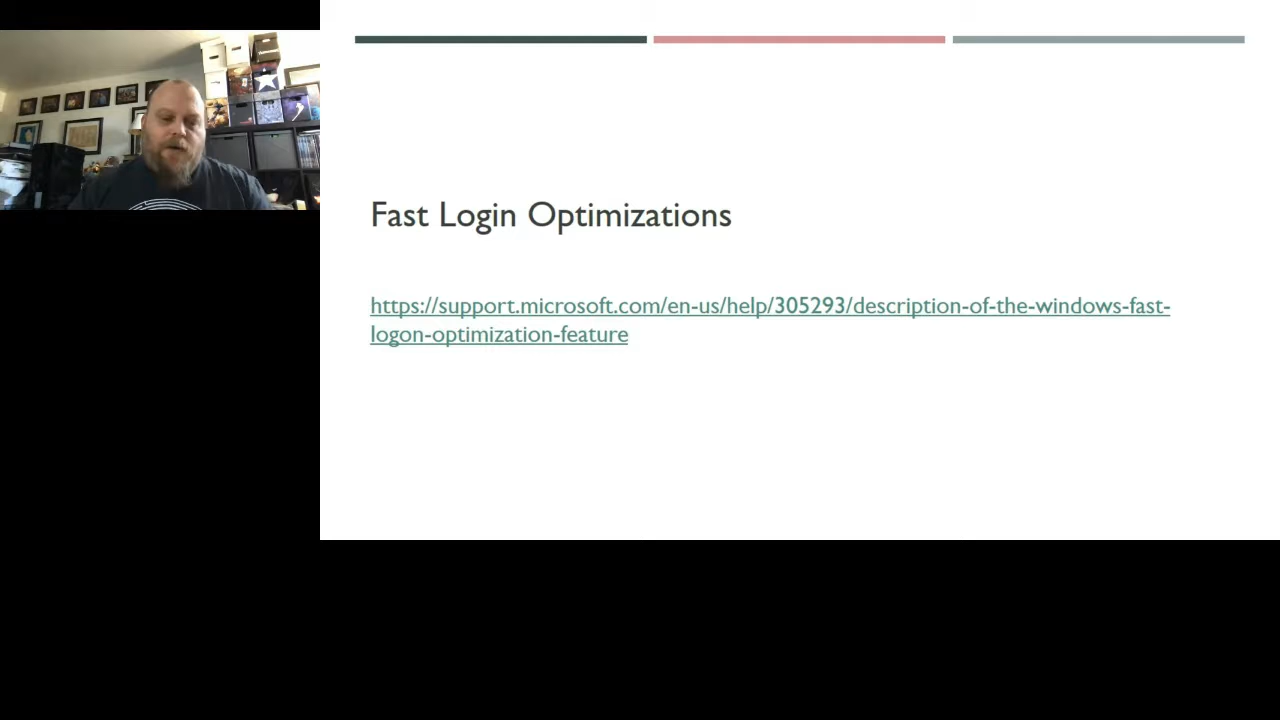 Fast Login Optimizations
https://support.microsoft.com/en-us/help/305293/description-of-the-windows-fast-
logon-optimization-feature